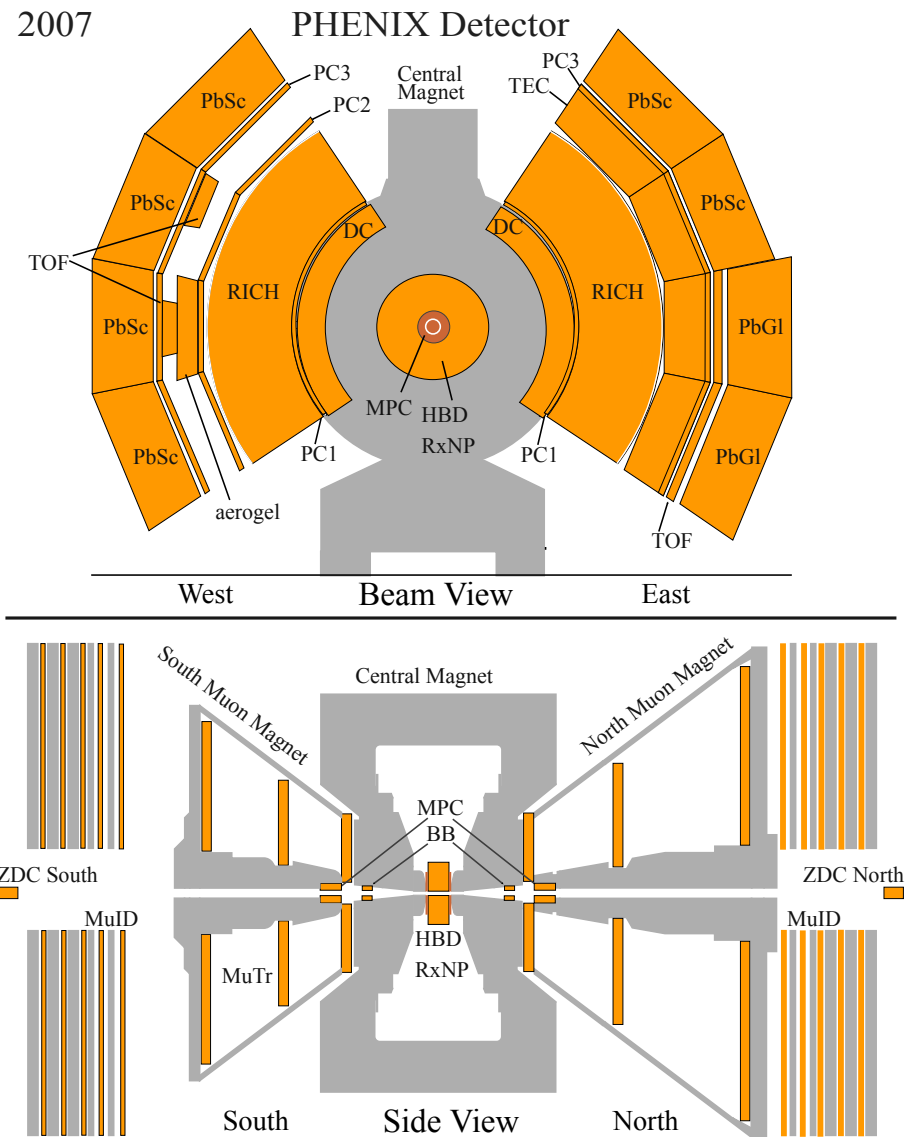 2007
PHENIX Detector
Central
Magnet
PC3
PC3
TEC
PbSc
PbSc
PC2
PbSc
PbSc
DC
DC
TOF
RICH
RICH
PbSc
PbGl
MPC
HBD
RxNP
PbSc
PC1
PC1
PbGl
aerogel
TOF
West
Beam View
East
South Muon Magnet
Central Magnet
North Muon Magnet
MPC
BB
ZDC South
ZDC North
MuID
MuID
HBD
RxNP
MuTr
South
Side View
North